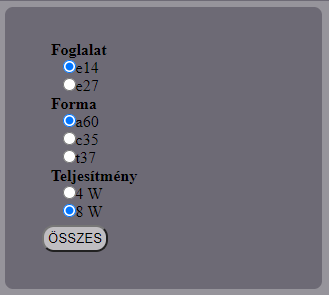 Foglalat
e14
e27
Forma
a60
c35
t37
Teljesítmény
4 W
8 W
ÖSSZES